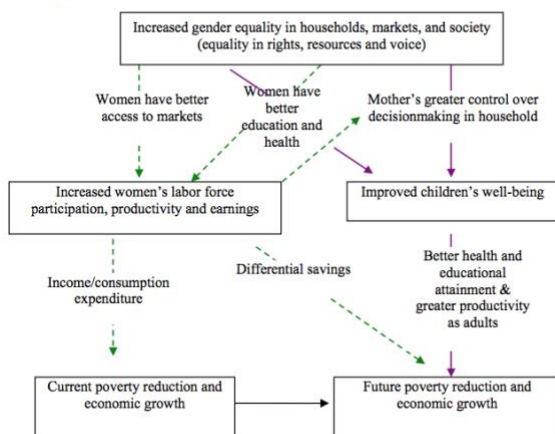 Increased gender equality in households, markets, and society
(equality in rights, resources and voice)
Women have better
access to markets
Women have
better
education and
health
Mother's greater control over
decisionmaking in household
Increased women's labor force
participation, productivity and earnings
Improved children's well-being
Income/consumption
expenditure
Differential savings
Better health and
educational
attainment &
greater productivity
as adults
Current poverty reduction and
economic growth
Future poverty reduction and
economic growth